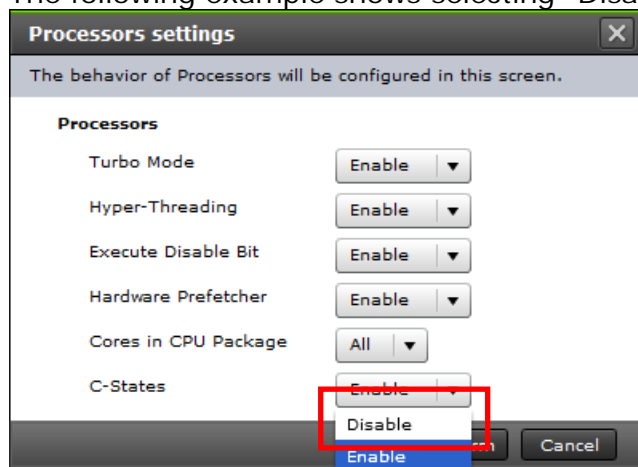 The following example shows selecting "Disa
Processors settings
The behavior of Processors will be configured in this screen.
Processors
Turbo Mode Enable
Hyper-Threading Enable
Execute Disable Bit Enable
Hardware Prefetcher Enable
Cores in CPU Package All
C-States Enable
Disable
Enable
Cancel